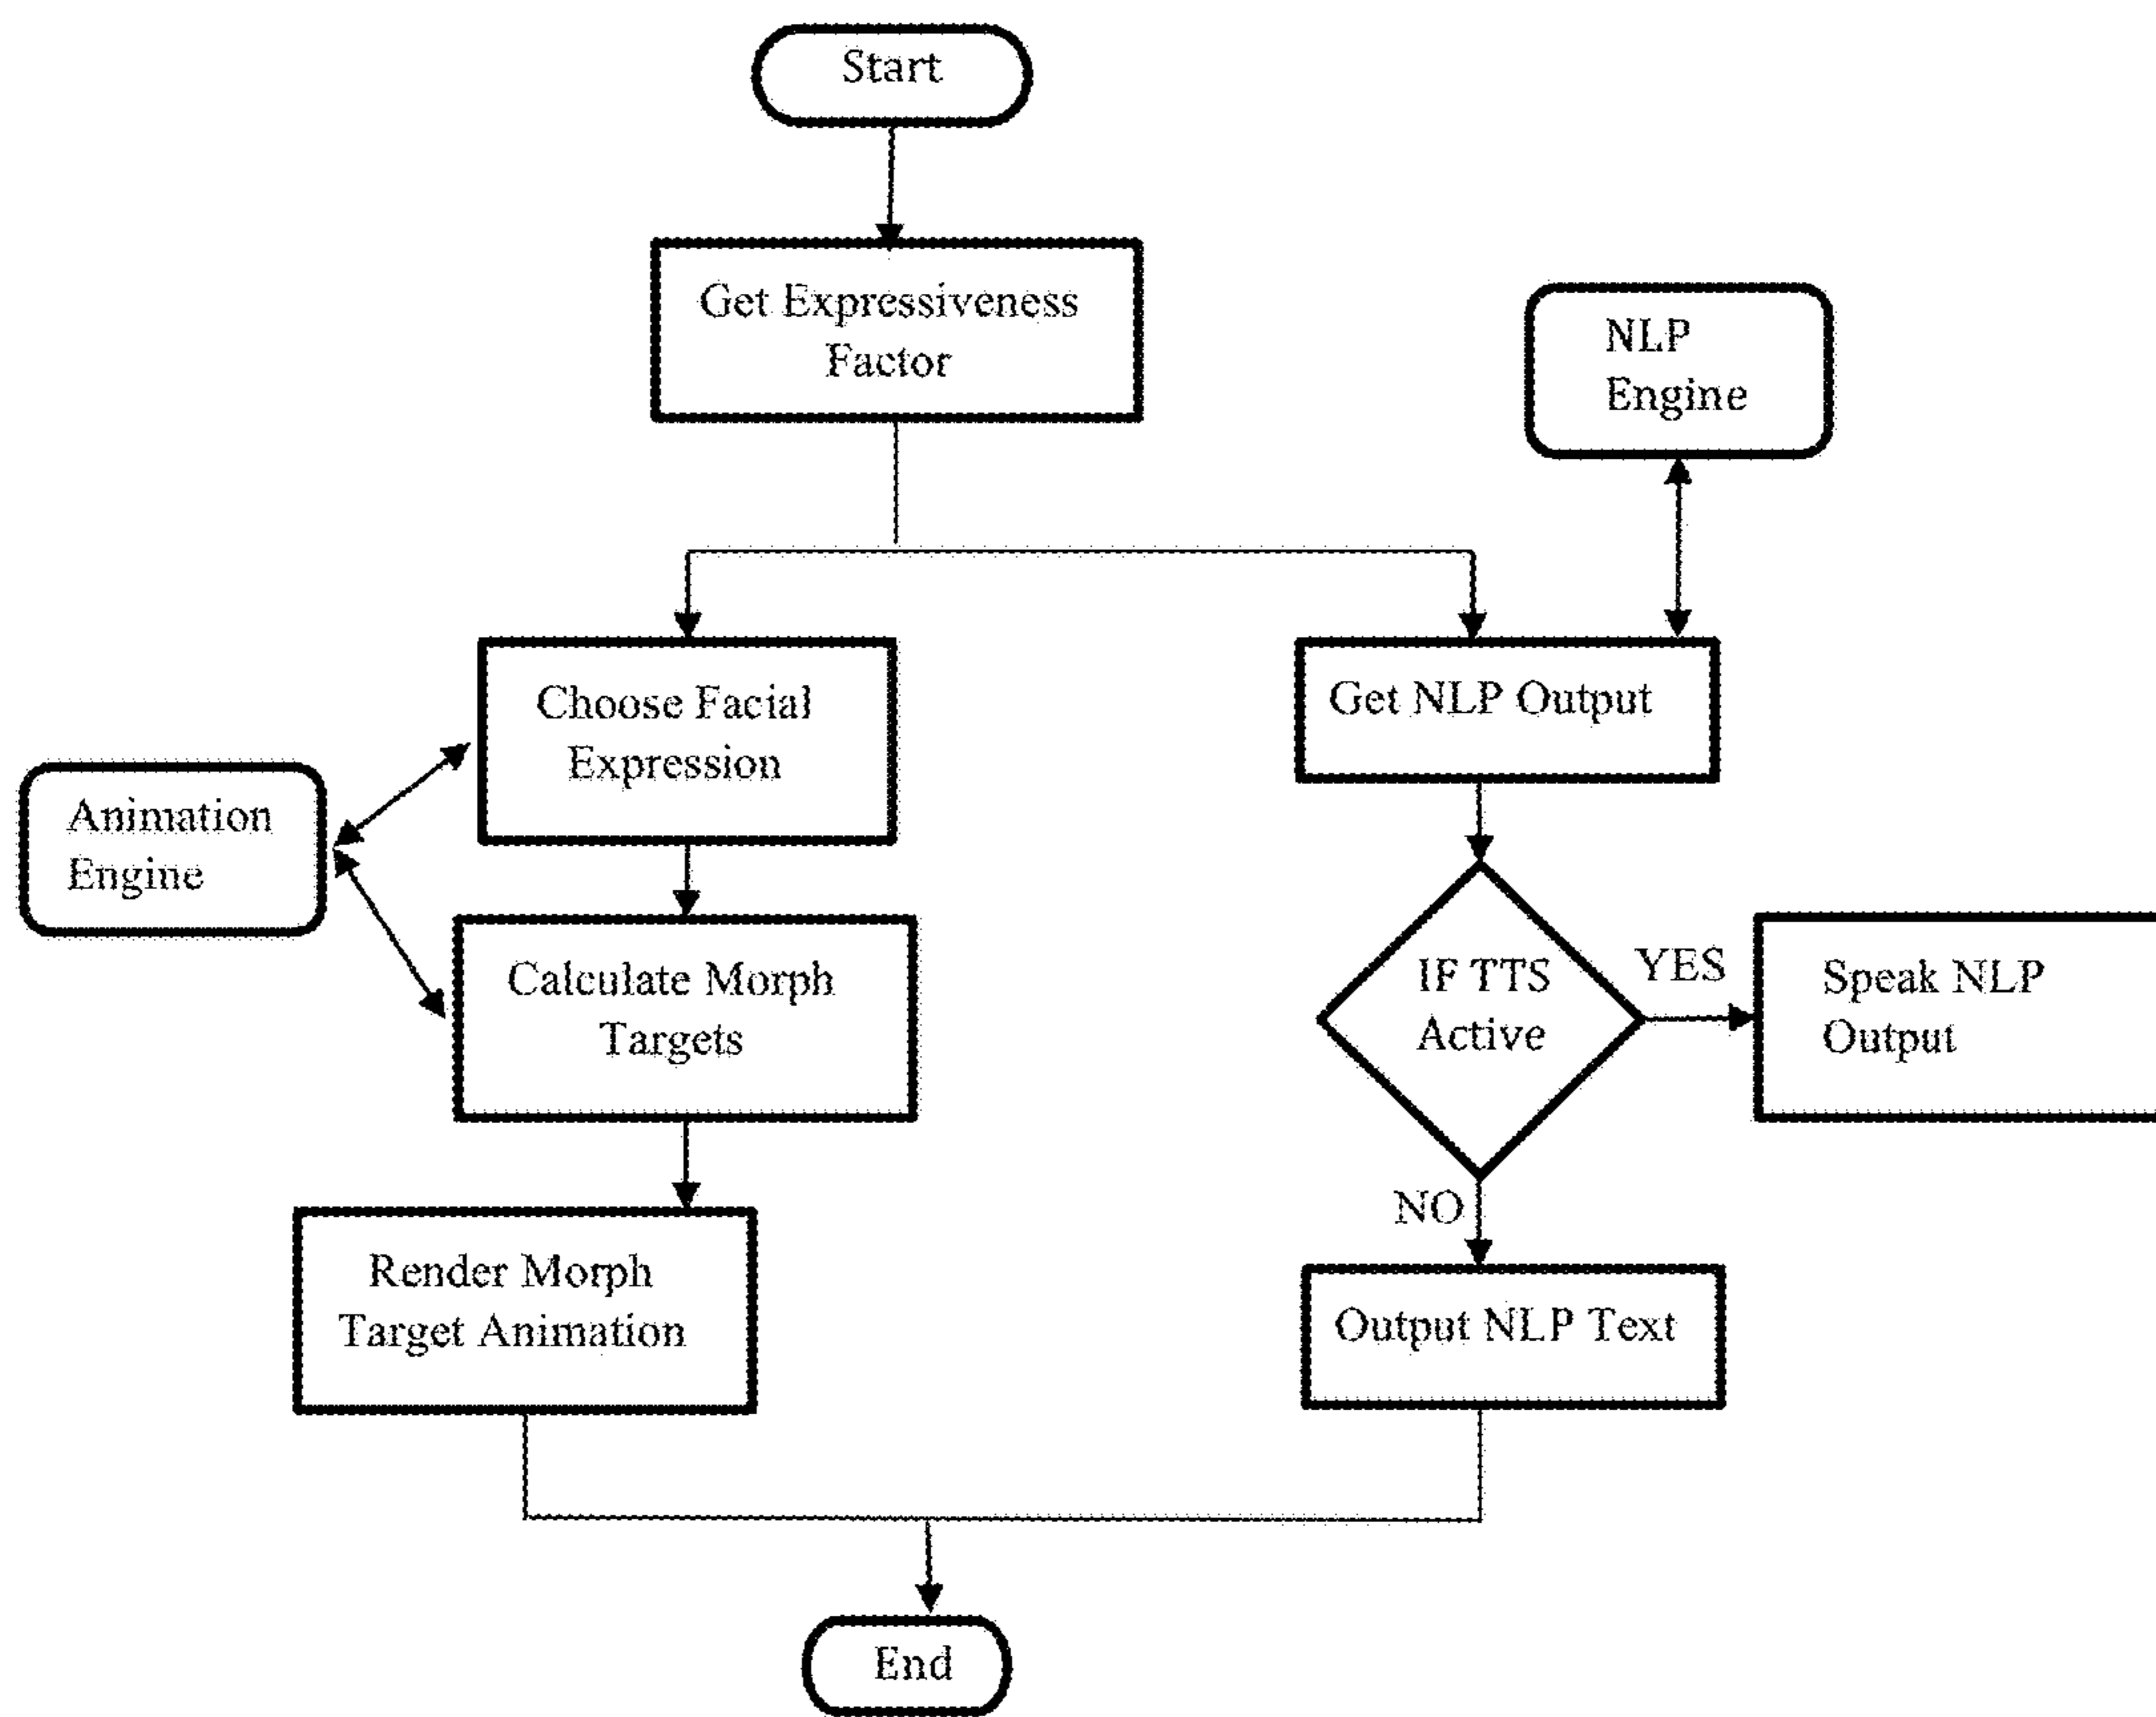 Start
Get Expressiveness
Factor
NLP
Engine
Choose Facial
Expression
Get NLP Output
Animation
Engine
Calculate Morph
Targets
IF TTS
Active
YES
Speak NLP
Output
NO
Render Morph
Target Animation
Output NLP Text
End